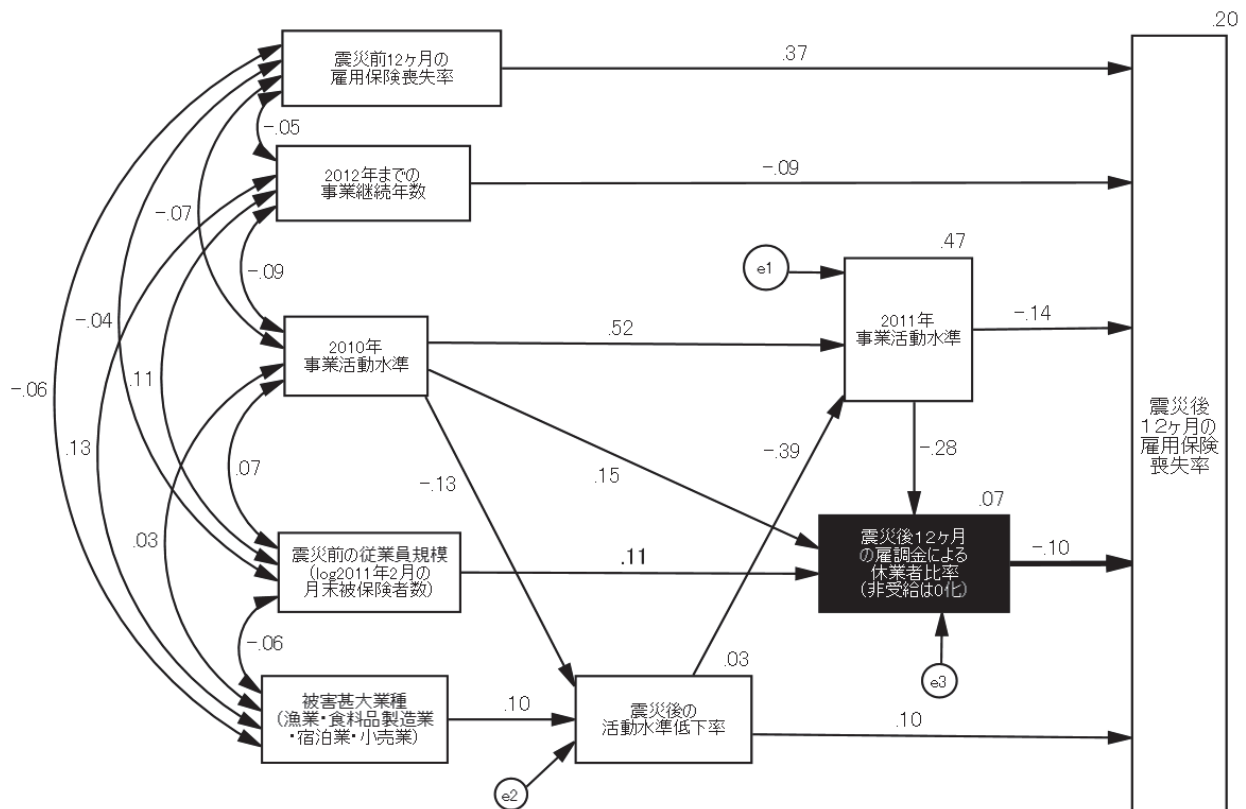 .20
震災前12ヶ月の
雇用保険喪失率
.37
-.05
2012年までの
事業継続年数
-.09
-.07
-.09
e1
.47
2011年
事業活動水準
-.14
2010年
事業活動水準
.52
-.04
-.06
.11
.13
.07
-.13
.15
-.39
-.28
震災後
12ヶ月の
雇用保険
喪失率
.03
震災前の従業員規模
(log2011年2月の
月末被保険者数)
.11
.07
震災後12ヶ月
の雇調金による
休業者比率
(非受給は0化)
-.10
-.06
e3
被害甚大業種
(漁業・食料品製造業
・宿泊業・小売業)
.10
.03
震災後の
活動水準低下率
.10
e2